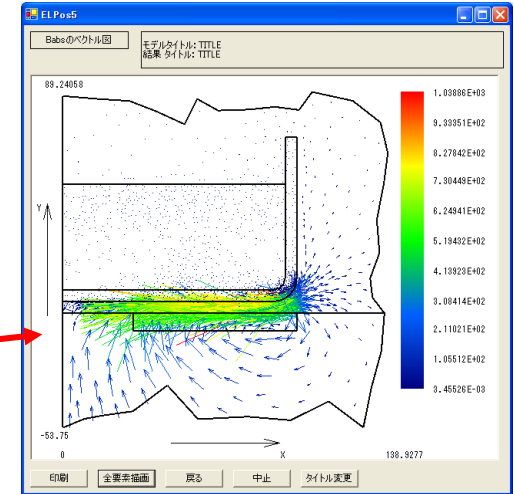 ELPos5
Babsのベクトル図
モデルタイトル: TITLE
結果 タイトル: TITLE
89.24058
1.03886E+03
9.33351E+02
8.27842E+02
7.30449E+02
6.24941E+02
5.19432E+02
4.13923E+02
3.08414E+02
2.11021E+02
1.05512E+02
3.45526E-03
Y
-53.75
0
X
138.9277
印刷
全要素描画
戻る
中止
タイトル変更